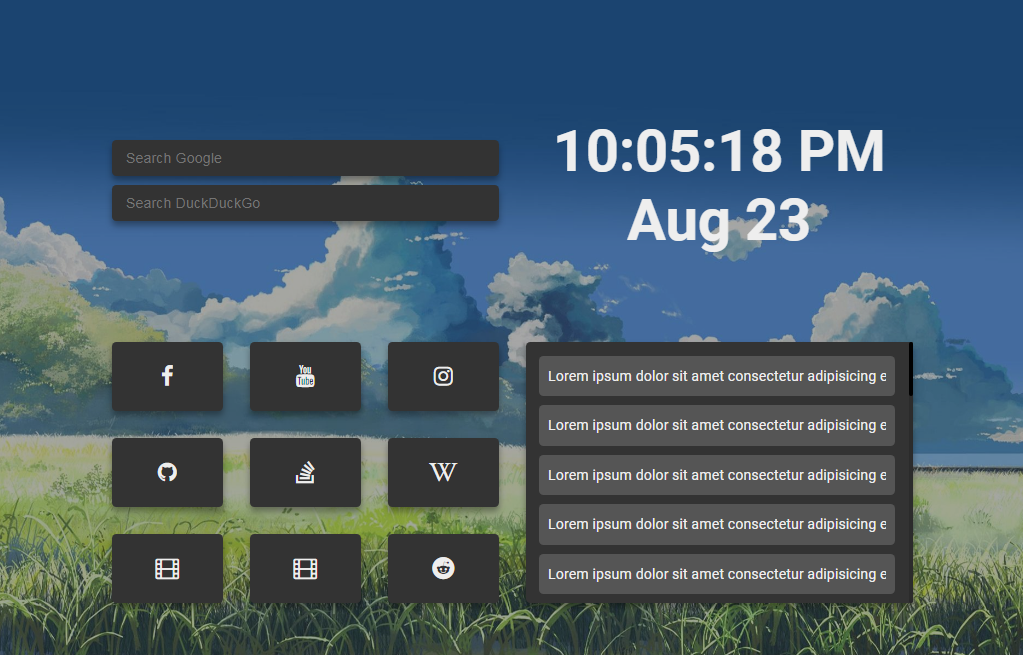 Search Google
Search DuckDuckGo
10:05:18 PM
Aug 23
You
Tube
W
Lorem ipsum dolor sit amet consectetur adipisicing e
Lorem ipsum dolor sit amet consectetur adipisicing e
Lorem ipsum dolor sit amet consectetur adipisicing e
Lorem ipsum dolor sit amet consectetur adipisicing e
Lorem ipsum dolor sit amet consectetur adipisicing e